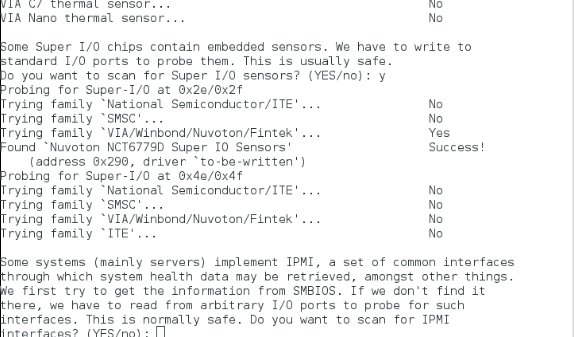 VIA C7 thermal sensor... No
VIA Nano thermal sensor... No
Some Super I/O chips contain embedded sensors. We have to write to
standard I/O ports to probe them. This is usually safe.
Do you want to scan for Super I/O sensors? (YES/no): y
Probing for Super-I/O at 0x2e/0x2f
Trying family `National Semiconductor/ITE'... No
Trying family `SMSC'... No
Trying family `VIA/Winbond/Nuvoton/Fintek'... Yes
Found `Nuvoton NCT6779D Super IO Sensors' Success!
(address 0x290, driver `to-be-written')
Probing for Super-I/O at 0x4e/0x4f
Trying family `National Semiconductor/ITE'... No
Trying family `SMSC'... No
Trying family `VIA/Winbond/Nuvoton/Fintek'... No
Trying family `ITE'... No
Some systems (mainly servers) implement IPMI, a set of common interfaces
through which system health data may be retrieved, amongst other things.
We first try to get the information from SMBIOS. If we don't find it
there, we have to read from arbitrary I/O ports to probe for such
interfaces. This is normally safe. Do you want to scan for IPMI
interfaces? (YES/no):